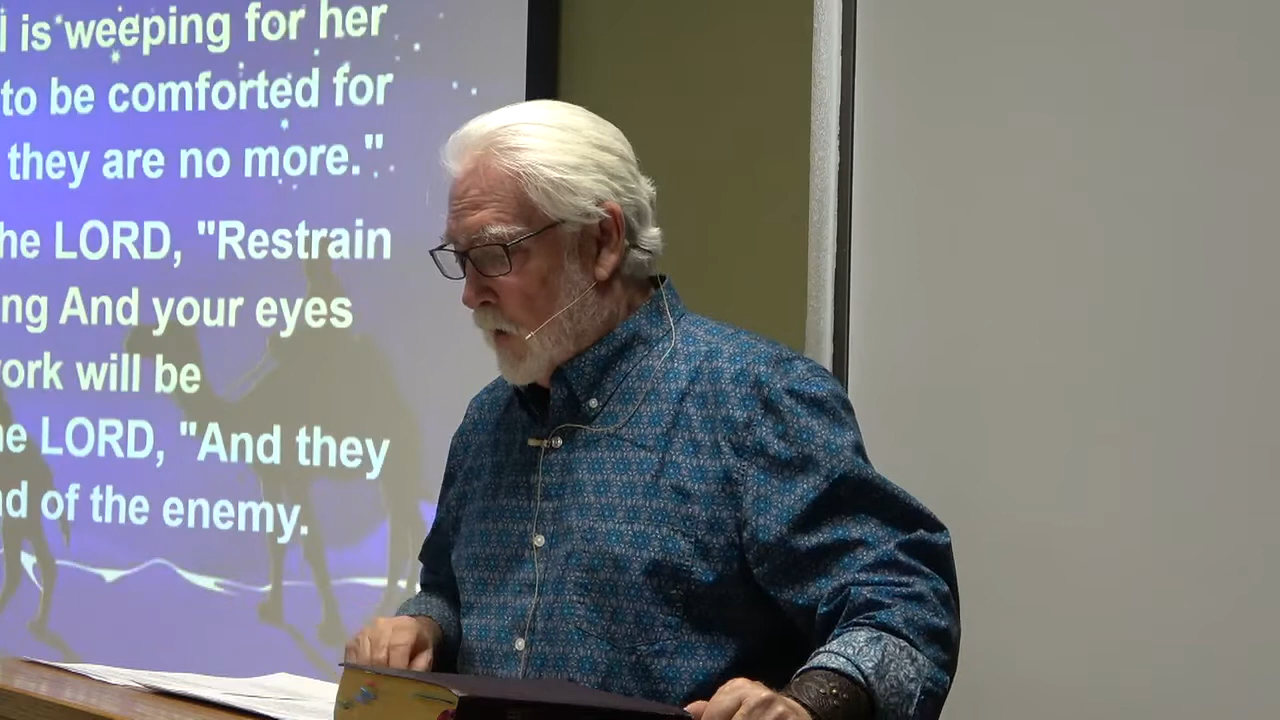 is weeping for her
to be comforted for
they are no more."
he LORD, "Restrain
ng And your eyes
ork will be
he LORD, "And they
d of the enemy.